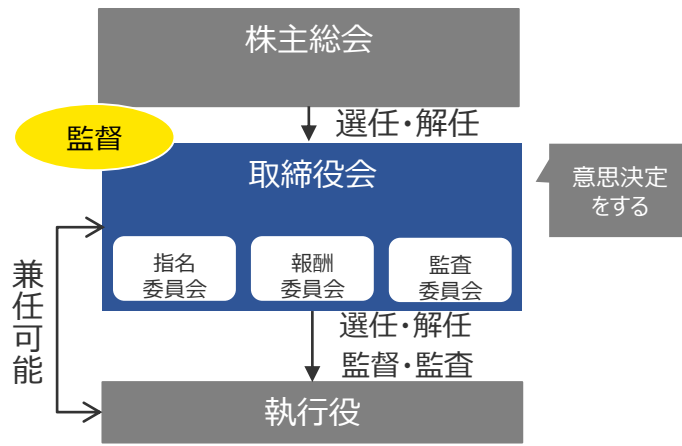 株主総会
選任・解任
監督
取締役会
意思決定
をする
指名
委員会
報酬
委員会
監査
委員会
兼任可能
選任・解任
監督・監査
執行役